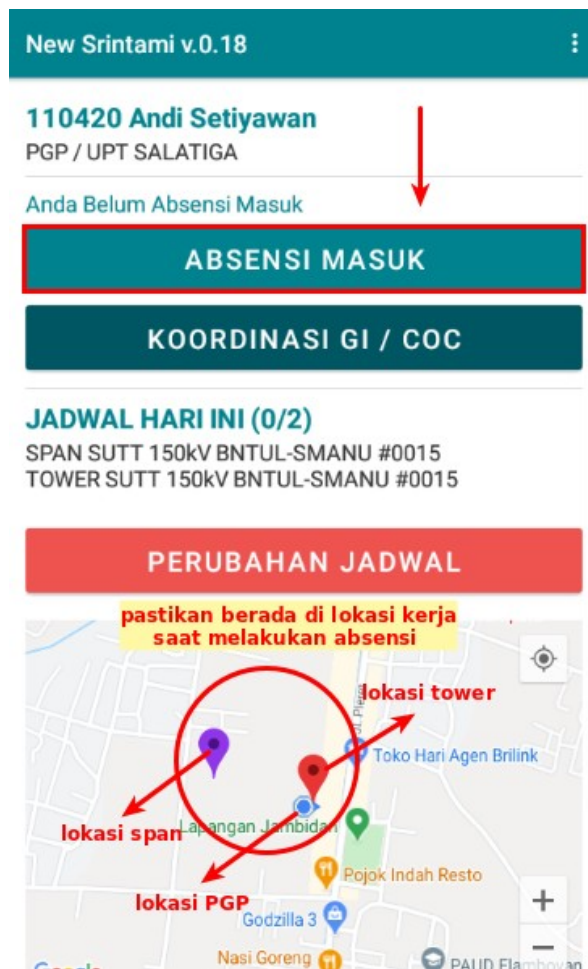 New Srintami v.0.18
110420 Andi Setiyawan
PGP / UPT SALATIGA
Anda Belum Absensi Masuk
ABSENSI MASUK
KOORDINASI GI / COC
JADWAL HARI INI (0/2)
SPAN SUTT 150kV BNTUL-SMANU #0015
TOWER SUTT 150kV BNTUL-SMANU #0015
PERUBAHAN JADWAL
pastikan berada di lokasi kerja
saat melakukan absensi
lokasi tower
Toko Hari Agen Brilink
lokasi span
Lapangan Jambidan
Pojok Indah Resto
lokasi PGP
Godzilla 3
Nasi Goreng
PAUD Flamboyan
Google